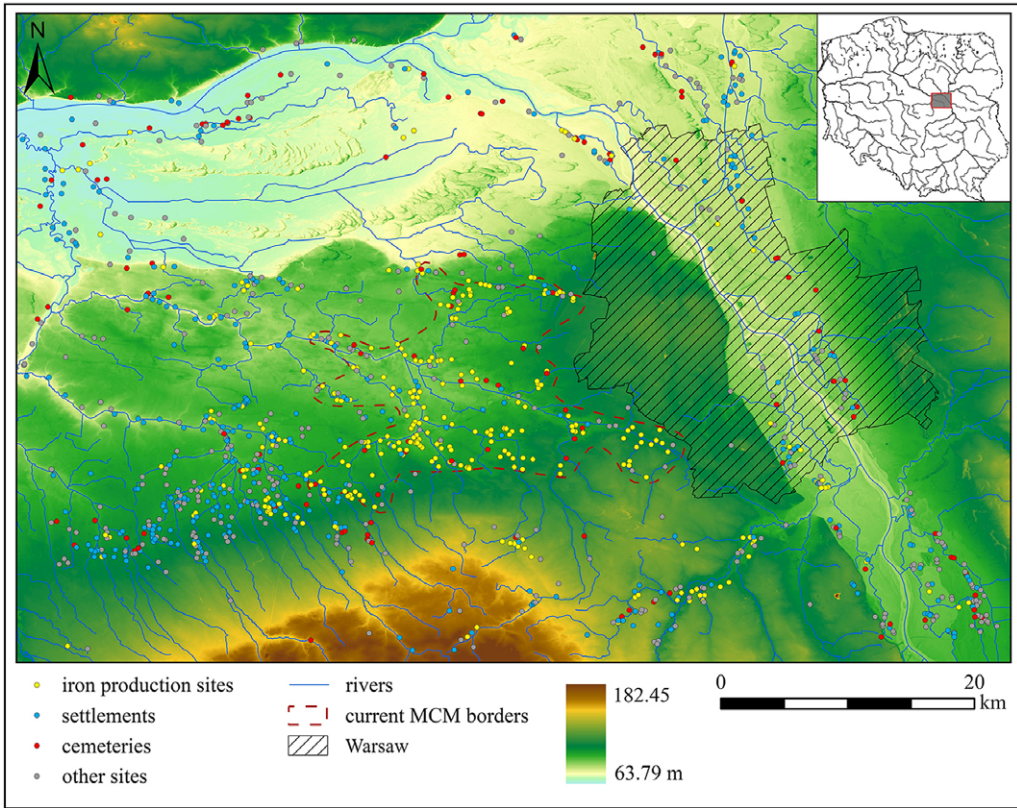 N
iron production sites
settlements
cemeteries
other sites
rivers
current MCM borders
Warsaw
182.45
63.79 m
0
20
km